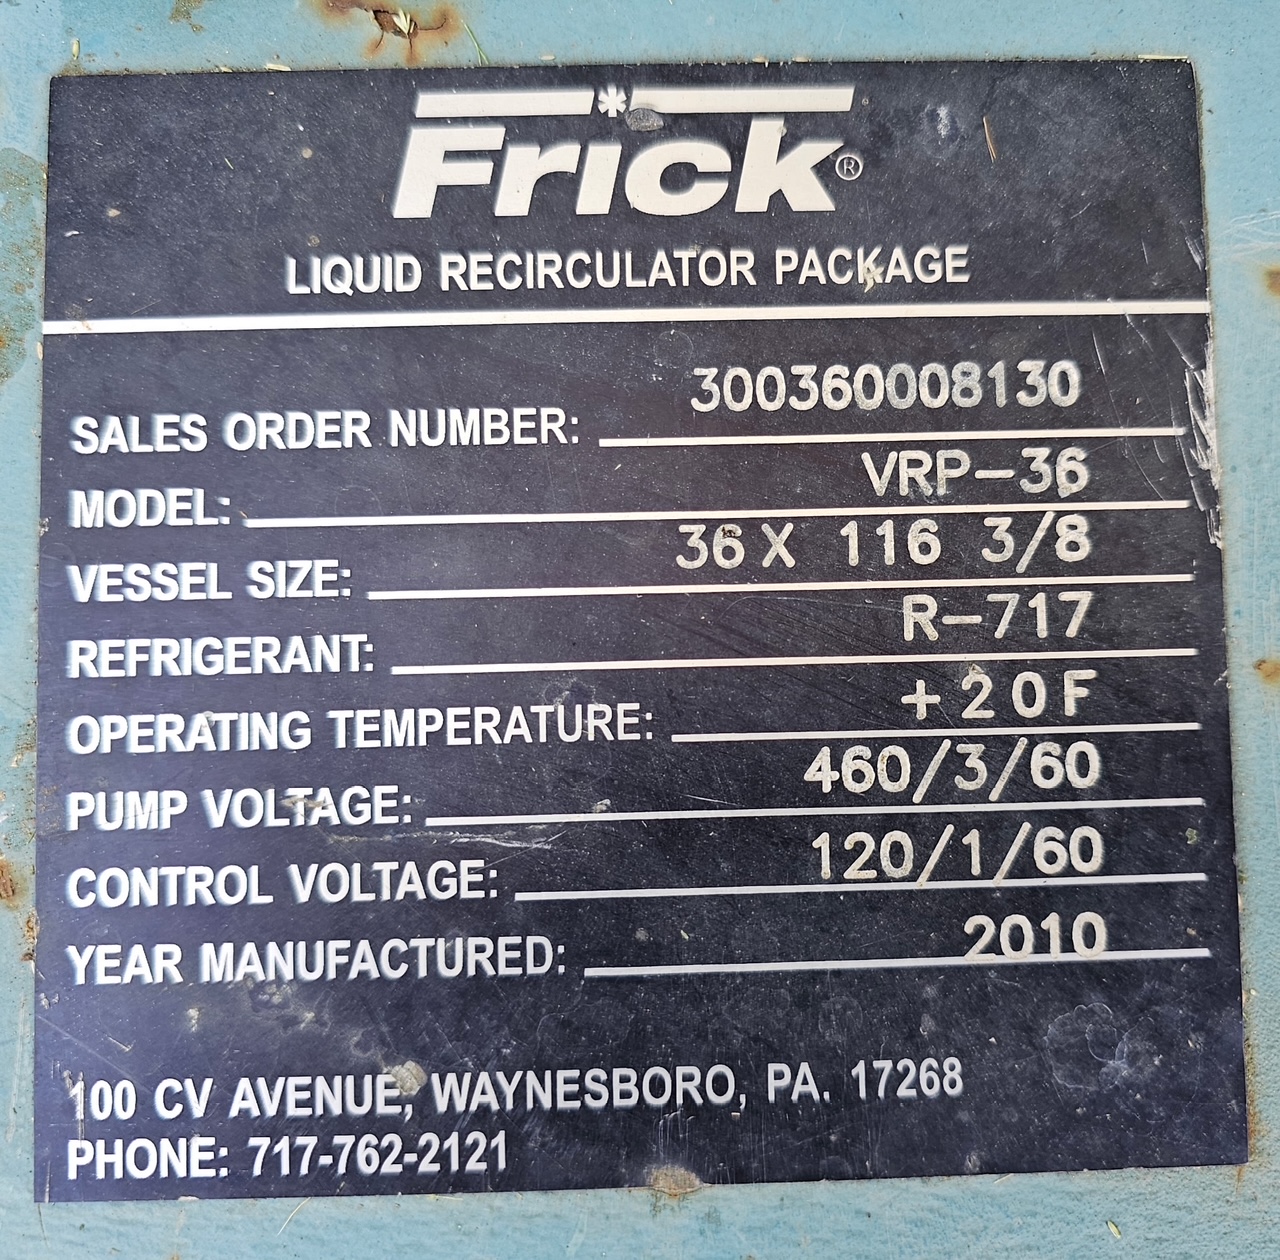 Frick®
LIQUID RECIRCULATOR PACKAGE
SALES ORDER NUMBER: 300360008130
MODEL: VRP-36
VESSEL SIZE: 36 X 116 3/8
REFRIGERANT: R-717
OPERATING TEMPERATURE: +20F
PUMP VOLTAGE: 460/3/60
CONTROL VOLTAGE: 120/1/60
YEAR MANUFACTURED: 2010
100 CV AVENUE, WAYNESBORO, PA. 17268
PHONE: 717-762-2121